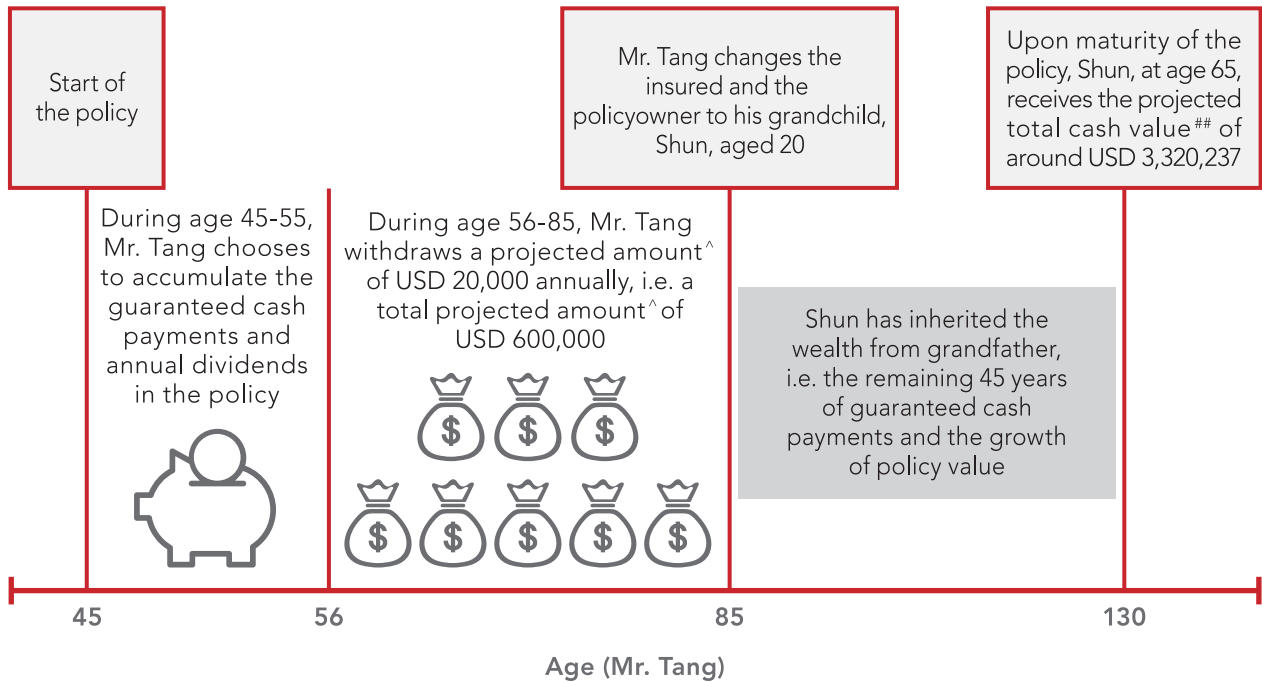 Start of
the policy
Mr. Tang changes the
insured and the
policyowner to his grandchild,
Shun, aged 20
Upon maturity of the
policy, Shun, at age 65,
receives the projected
total cash value## of
around USD 3,320,237
During age 45-55,
Mr. Tang chooses
to accumulate the
guaranteed cash
payments and
annual dividends
in the policy
During age 56-85, Mr. Tang
withdraws a projected amount^
of USD 20,000 annually, i.e. a
total projected amount^ of
USD 600,000
$ $ $
$ $ $ $ $
Shun has inherited the
wealth from grandfather,
i.e. the remaining 45 years
of guaranteed cash
payments and the growth
of policy value
45 56 85 130
Age (Mr. Tang)